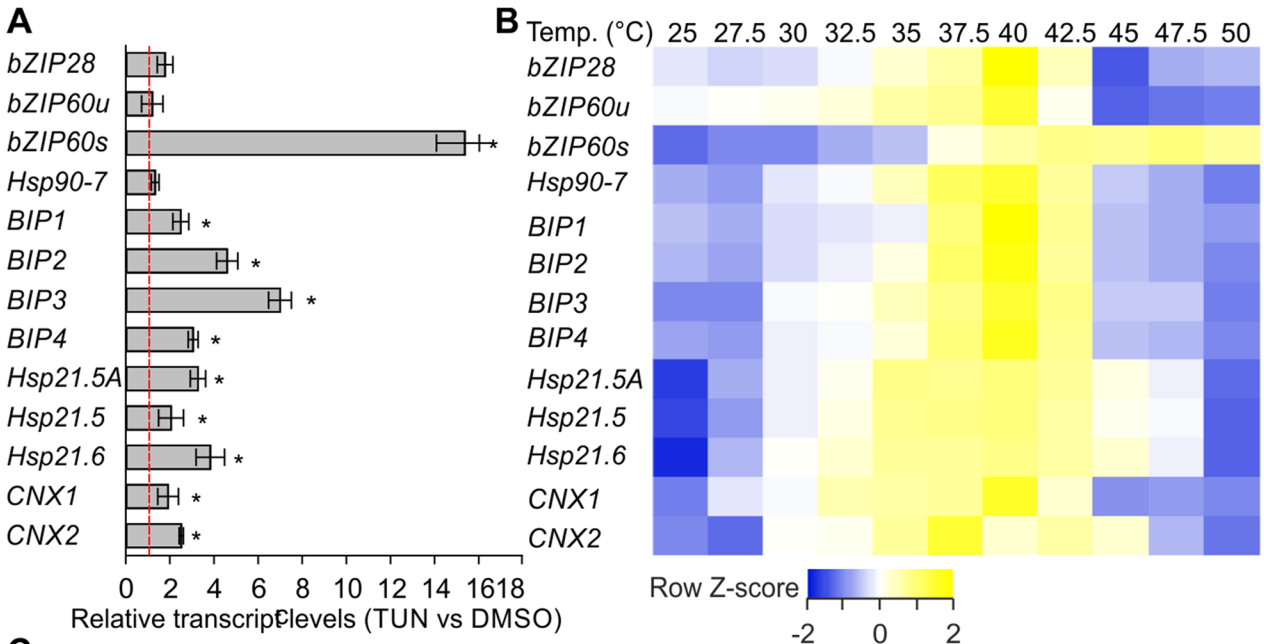 A
bZIP28
bZIP60u
bZIP60s
*
Hsp90-7
BIP1
*
BIP2
*
BIP3
*
BIP4
*
Hsp21.5A
*
Hsp21.5
*
Hsp21.6
*
CNX1
*
CNX2
*
0 2 4 6 8 10 12 14 1618
Relative transcript levels (TUN vs DMSO)
B
Temp. (°C) 25 27.5 30 32.5 35 37.5 40 42.5 45 47.5 50
bZIP28
bZIP60u
bZIP60s
Hsp90-7
BIP1
BIP2
BIP3
BIP4
Hsp21.5A
Hsp21.5
Hsp21.6
CNX1
CNX2
Row Z-score
-2 0 2